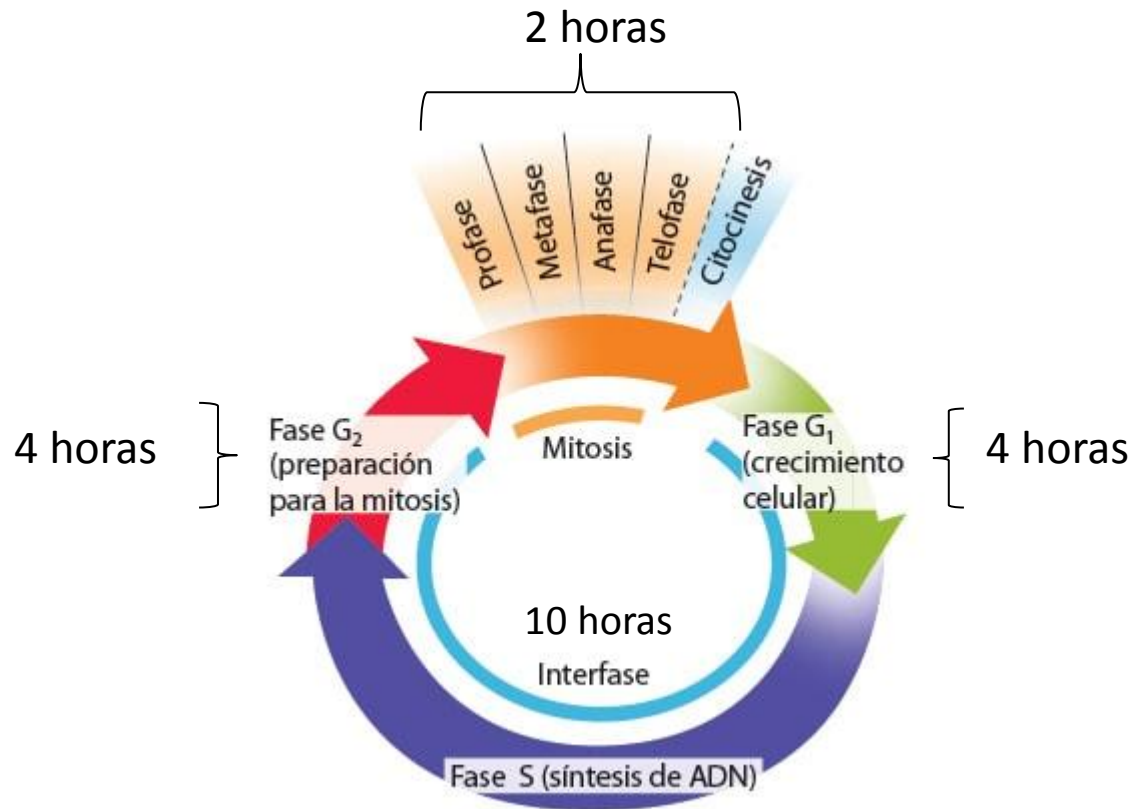 2 horas
Profase
Metafase
Anafase
Telofase
Citocinesis
4 horas
Fase G₂
(preparación
para la mitosis)
Mitosis
Fase G₁
(crecimiento
celular)
4 horas
10 horas
Interfase
Fase S (síntesis de ADN)